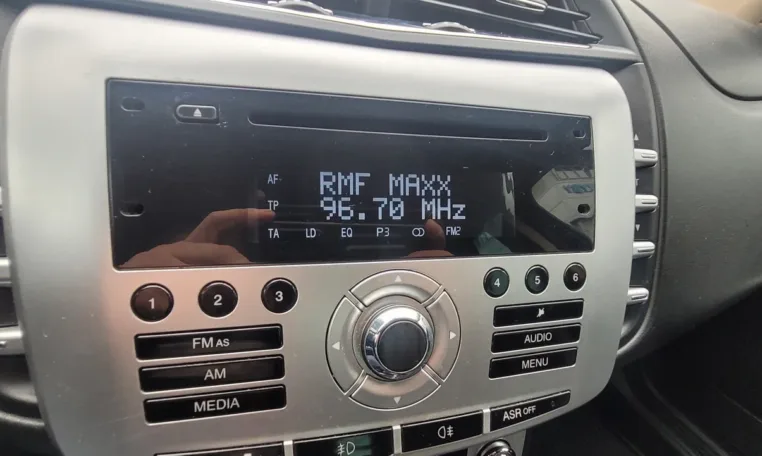 AF
RMF MAXX
TP
96.70 MHz
TA LD EQ P3 CD FM2
1 2 3
4 5 6
FM AS
AM
MEDIA
AUDIO
MENU
ASR OFF